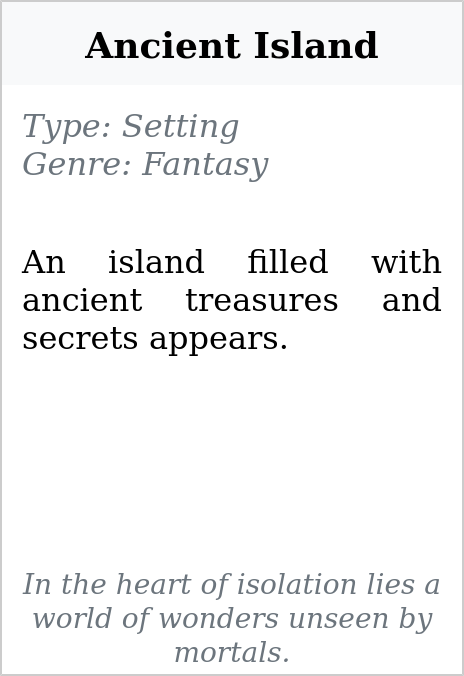 Ancient Island
Type: Setting
Genre: Fantasy
An island filled with
ancient treasures and
secrets appears.
In the heart of isolation lies a
world of wonders unseen by
mortals.